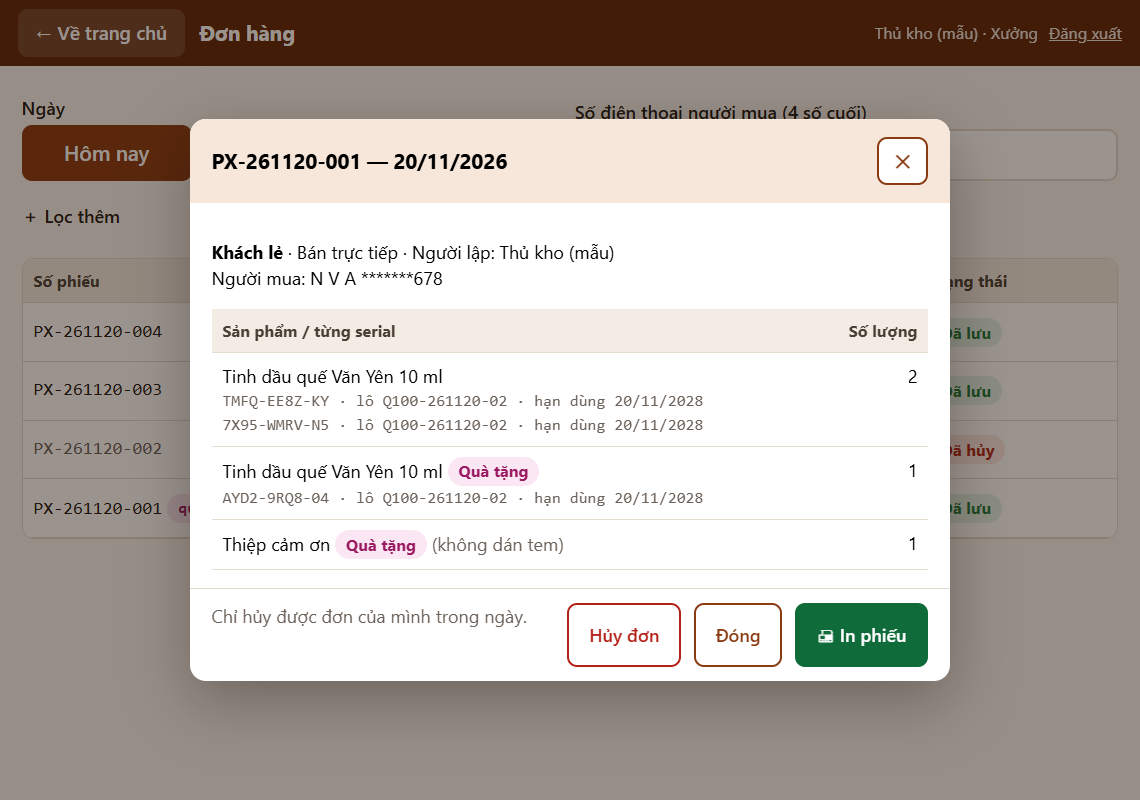 ← Về trang chủ
Đơn hàng
Thủ kho (mẫu) · Xưởng
Đăng xuất
Ngày
Số điện thoại người mua (4 số cuối)
Hôm nay
+ Lọc thêm
Số phiếu
PX-261120-004
Đã lưu
PX-261120-003
Đã lưu
PX-261120-002
Đã hủy
PX-261120-001
Đã lưu
PX-261120-001 — 20/11/2026
×
Khách lẻ · Bán trực tiếp · Người lập: Thủ kho (mẫu)
Người mua: N V A *******678
Sản phẩm / từng serial
Số lượng
Tinh dầu quế Văn Yên 10 ml
2
TMFQ-EE8Z-KY · lô Q100-261120-02 · hạn dùng 20/11/2028
7X95-WMRV-N5 · lô Q100-261120-02 · hạn dùng 20/11/2028
Tinh dầu quế Văn Yên 10 ml Quà tặng
1
AYD2-9RQ8-04 · lô Q100-261120-02 · hạn dùng 20/11/2028
Thiệp cảm ơn Quà tặng (không dán tem)
1
Chỉ hủy được đơn của mình trong ngày.
Hủy đơn
Đóng
In phiếu